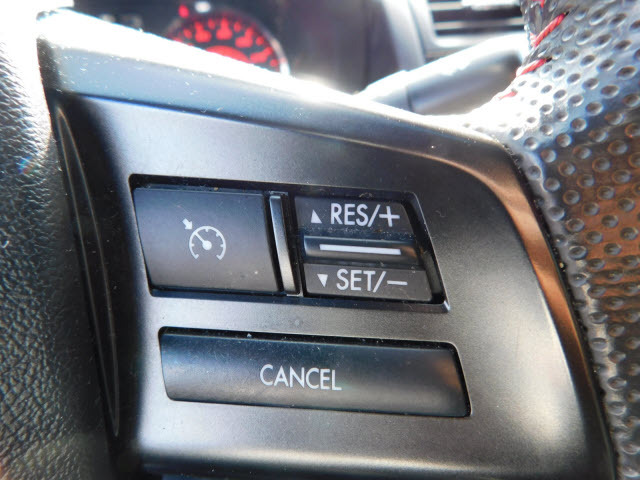 ▲ RES/+
▼ SET/−
CANCEL